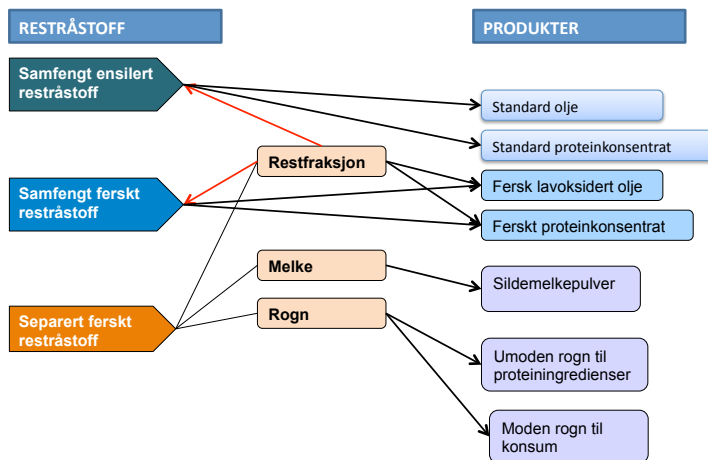 RESTRÅSTOFF
PRODUKTER
Samfengt ensilert
restråstoff
Standard olje
Standard proteinkonsentrat
Restfraksjon
Samfengt ferskt
restråstoff
Fersk lavoksidert olje
Ferskt proteinkonsentrat
Melke
Sildemelkepulver
Rogn
Separert ferskt
restråstoff
Umoden rogn til
proteiningredienser
Moden rogn til
konsum